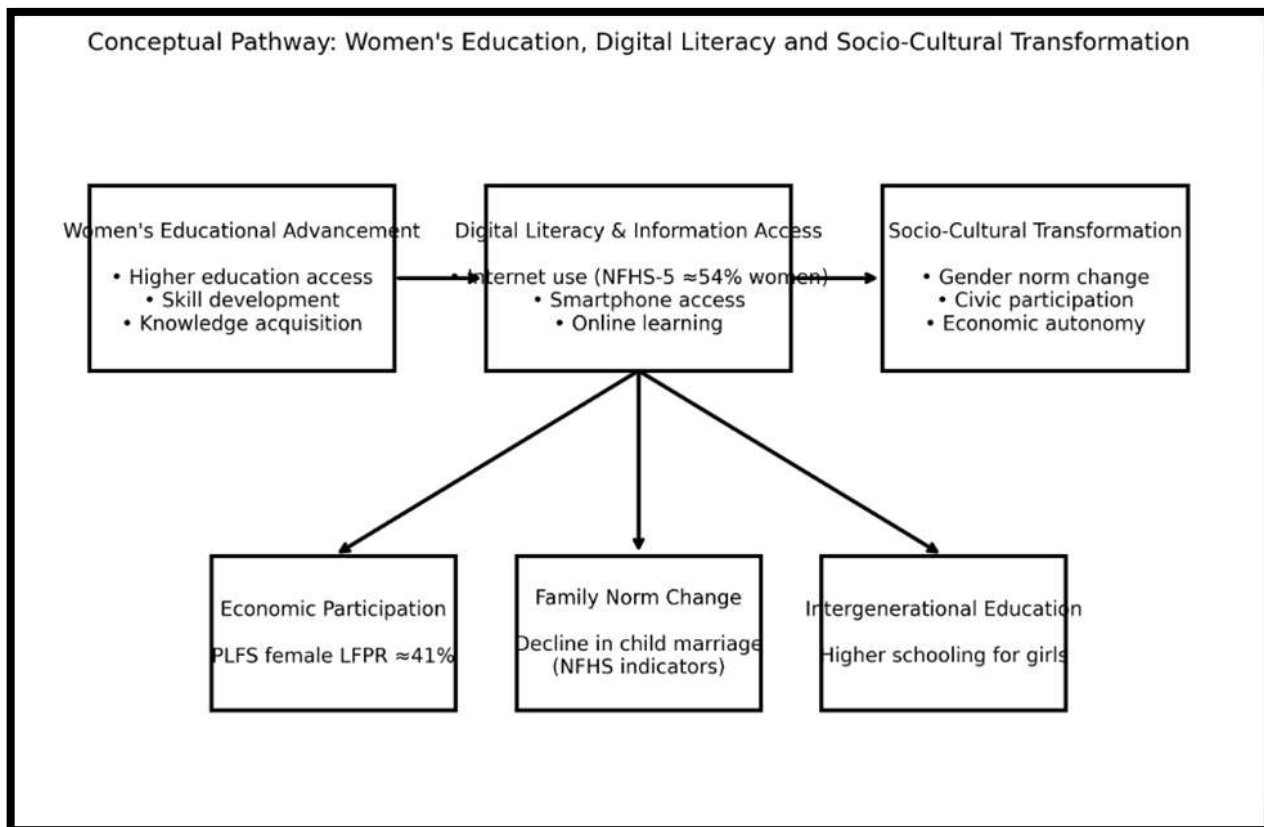 Conceptual Pathway: Women's Education, Digital Literacy and Socio-Cultural Transformation
Women's Educational Advancement
• Higher education access
• Skill development
• Knowledge acquisition
Digital Literacy & Information Access
• Internet use (NFHS-5 ≈54% women)
• Smartphone access
• Online learning
Socio-Cultural Transformation
• Gender norm change
• Civic participation
• Economic autonomy
Economic Participation
PLFS female LFPR ≈41%
Family Norm Change
Decline in child marriage
(NFHS indicators)
Intergenerational Education
Higher schooling for girls